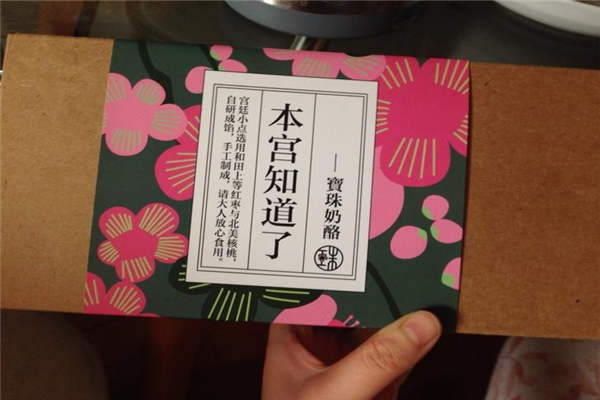 ——寶珠奶酪
本宫知道了
宫廷小点选用和田上等红枣与北美核桃，
自研成馅，手工制成，请大人放心食用。